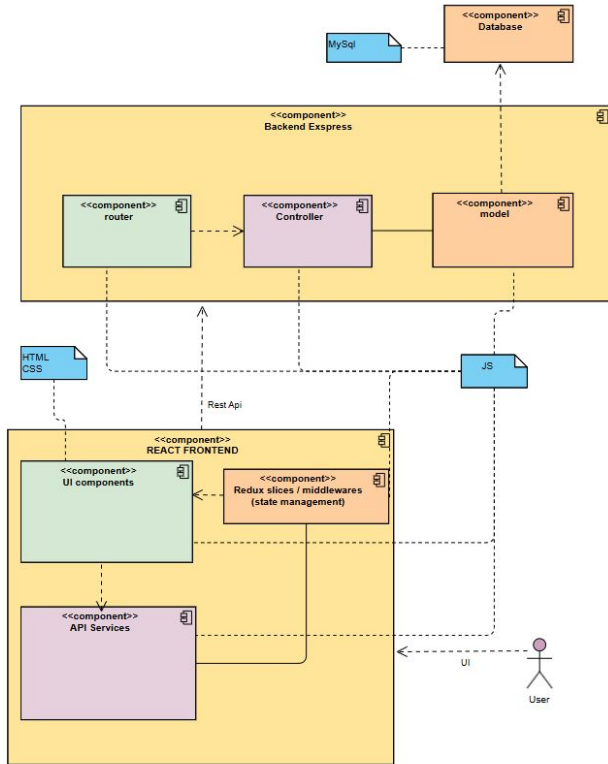 <<component>>
Database
MySql
<<component>>
Backend Exspress
<<component>>
router
<<component>>
Controller
<<component>>
model
HTML
CSS
JS
Rest Api
<<component>>
REACT FRONTEND
<<component>>
UI components
<<component>>
Redux slices / middlewares
(state management)
<<component>>
API Services
UI
User